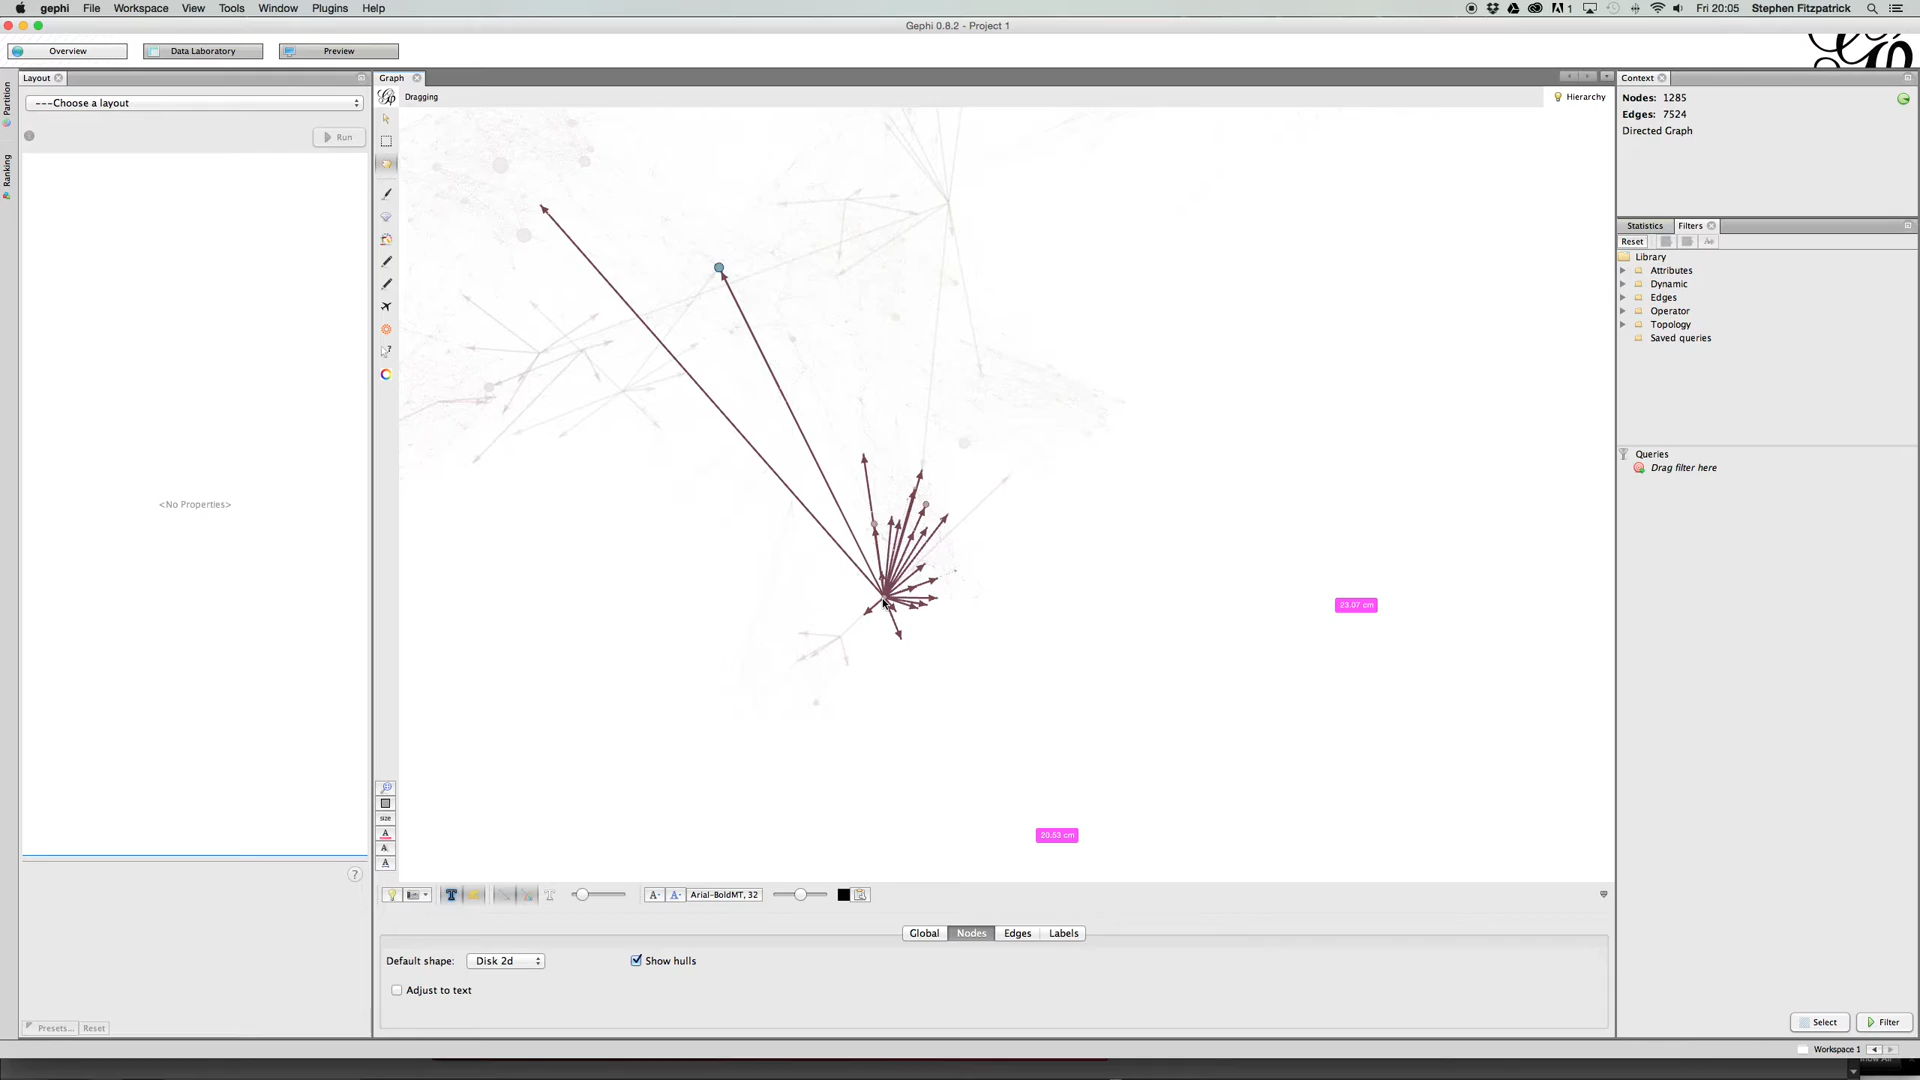 gephi File Workspace View Tools Window Plugins Help
1 Fri 20:05 Stephen Fitzpatrick
Gephi 0.8.2 - Project 1
Overview Data Laboratory Preview
Layout
Graph
Context
Partition
Ranking
---Choose a layout
Run
<No Properties>
Presets... Reset
Dragging
Hierarchy
Nodes: 1285
Edges: 7524
Directed Graph
Statistics Filters
Reset
Library
Attributes
Dynamic
Edges
Operator
Topology
Saved queries
Queries
Drag filter here
23.07 cm
20.53 cm
size
A
A
A
T T A- A- Arial-BoldMT, 32
Global Nodes Edges Labels
Default shape: Disk 2d Show hulls
Adjust to text
Select Filter
Workspace 1